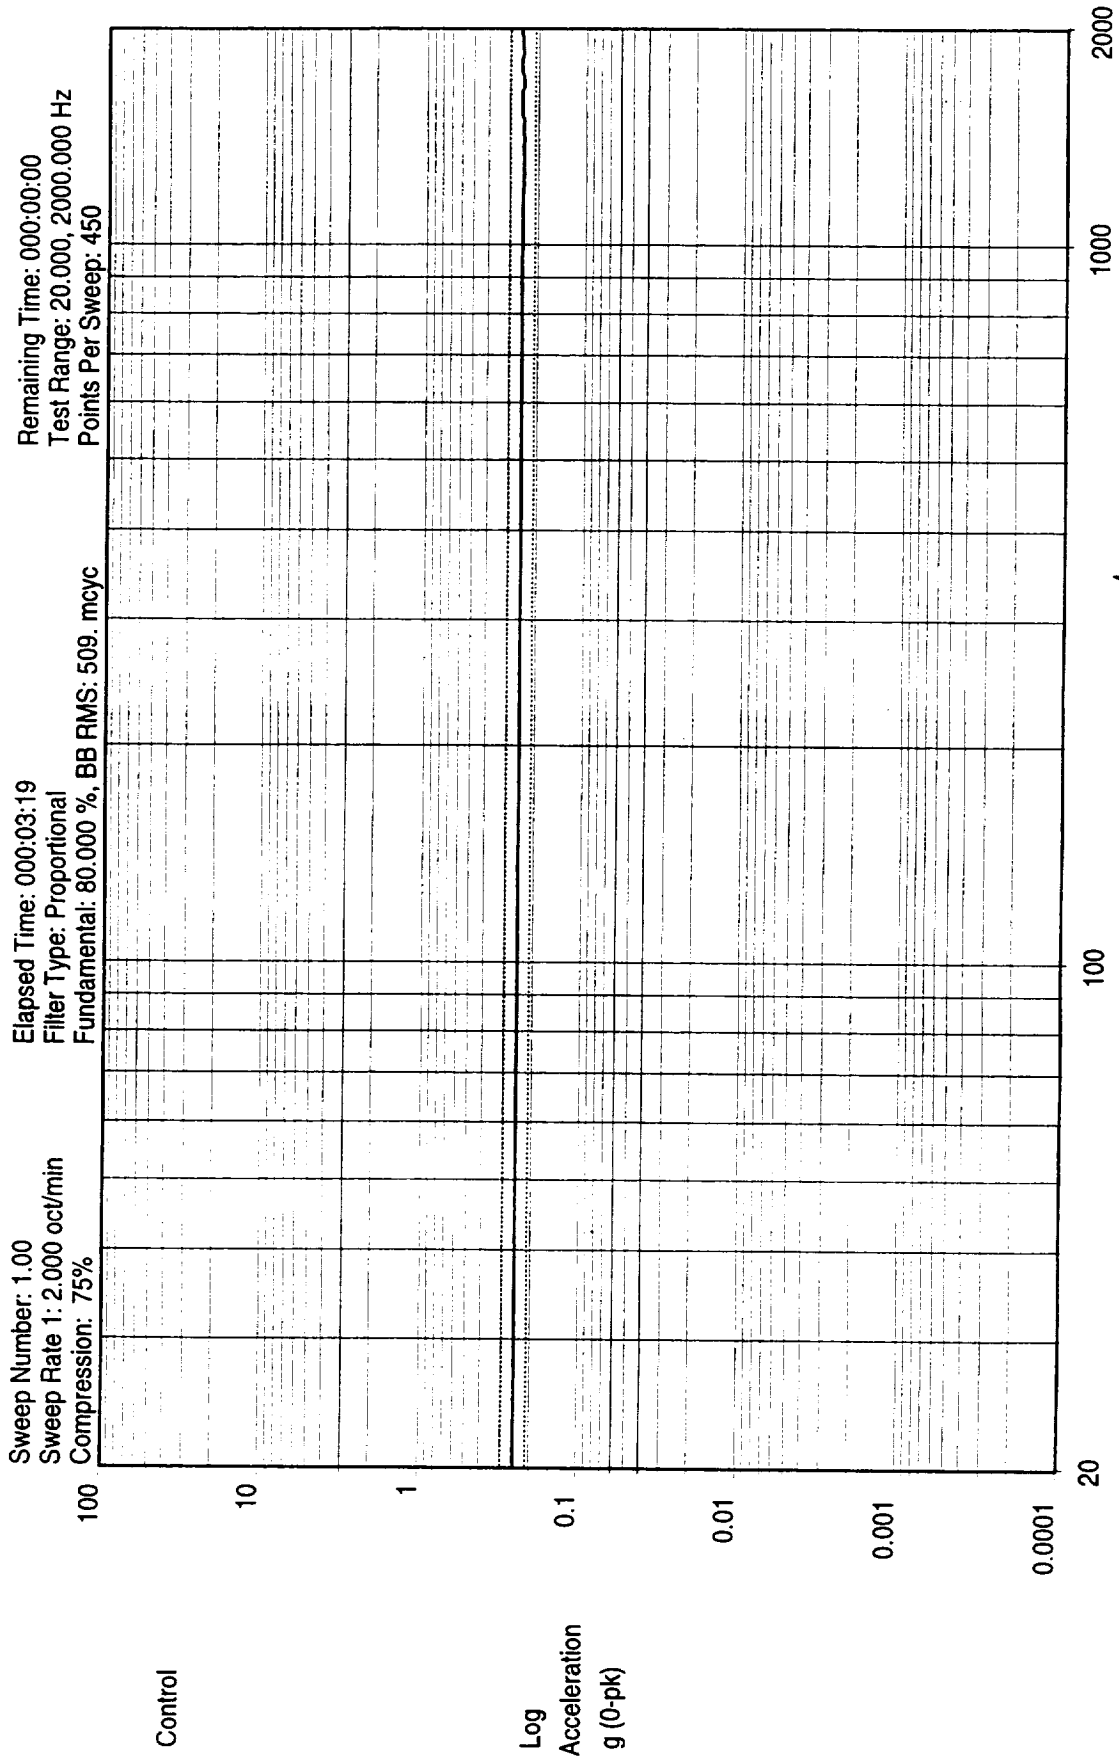 Sweep Number: 1.00
Sweep Rate 1: 2.000 oct/min
Compression: 75%
Elapsed Time: 000:03:19
Filter Type: Proportional
Fundamental: 80.000 %, BB RMS: 509. mcyc
Remaining Time: 000:00:00
Test Range: 20.000, 2000.000 Hz
Points Per Sweep: 450
Control
Log
Acceleration
g (0-pk)
100
10
1
0.1
0.01
0.001
0.0001
20
100
1000
2000